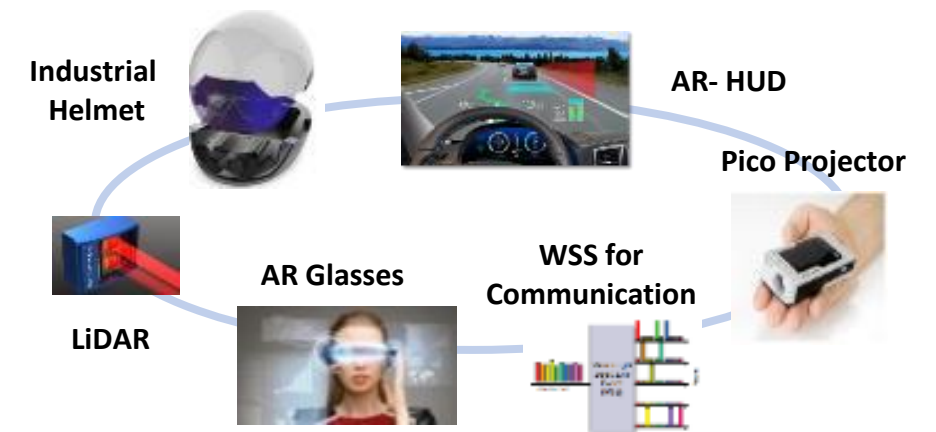 Industrial
Helmet
AR- HUD
Pico Projector
WSS for
Communication
AR Glasses
LiDAR